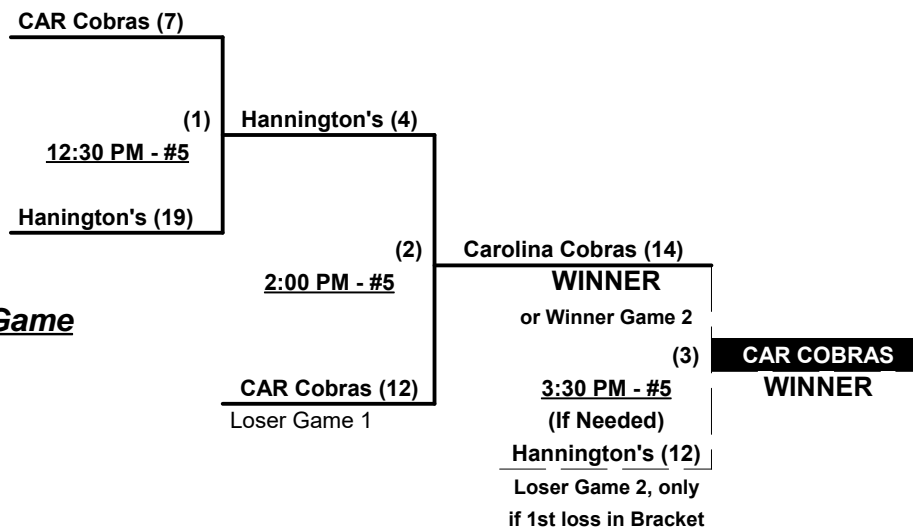 CAR Cobras (7)
(1)
12:30 PM - #5
Hanington's (19)
Hannington's (4)
(2)
2:00 PM - #5
Game
CAR Cobras (12)
Loser Game 1
Carolina Cobras (14)
WINNER
or Winner Game 2
(3)
3:30 PM - #5
(If Needed)
Hannington's (12)
Loser Game 2, only
if 1st loss in Bracket
CAR COBRAS
WINNER